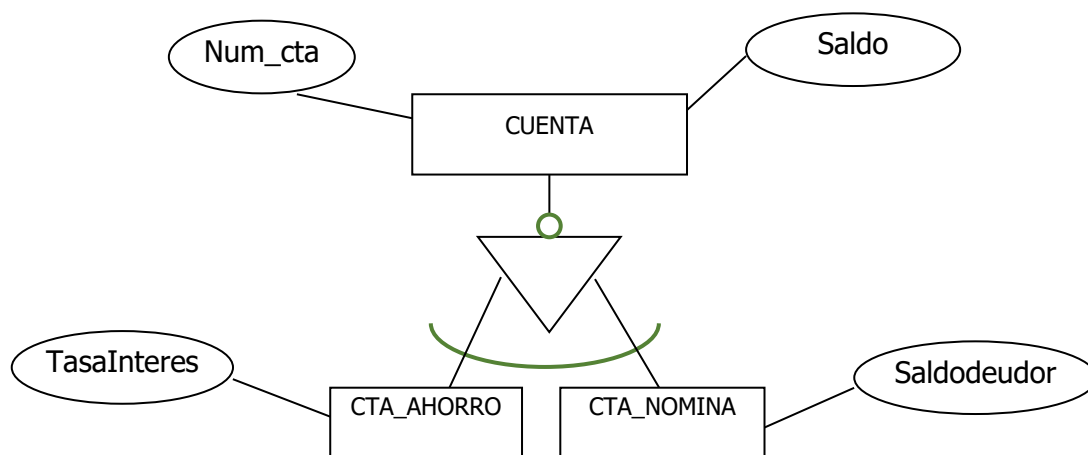 Num_cta
Saldo
CUENTA
TasaInteres
CTA_AHORRO
CTA_NOMINA
Saldodeudor